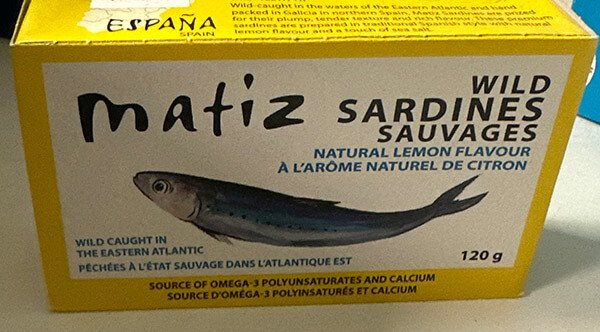 ESPAÑA
SPAIN
Wild-caught in the waters of the Eastern Atlantic and hand
packed in Galicia in northern Spain, Matiz Sardines are prized
for their plump, tender texture and rich flavour. These premium
sardines are prepared in traditional Spanish style with natural
lemon flavour and a touch of sea salt.
matiz
WILD
SARDINES
SAUVAGES
NATURAL LEMON FLAVOUR
À L'ARÔME NATUREL DE CITRON
WILD CAUGHT IN
THE EASTERN ATLANTIC
PÊCHÉES À L'ÉTAT SAUVAGE DANS L'ATLANTIQUE EST
120 g
SOURCE OF OMEGA-3 POLYUNSATURATES AND CALCIUM
SOURCE D'OMÉGA-3 POLYINSATURÉS ET CALCIUM